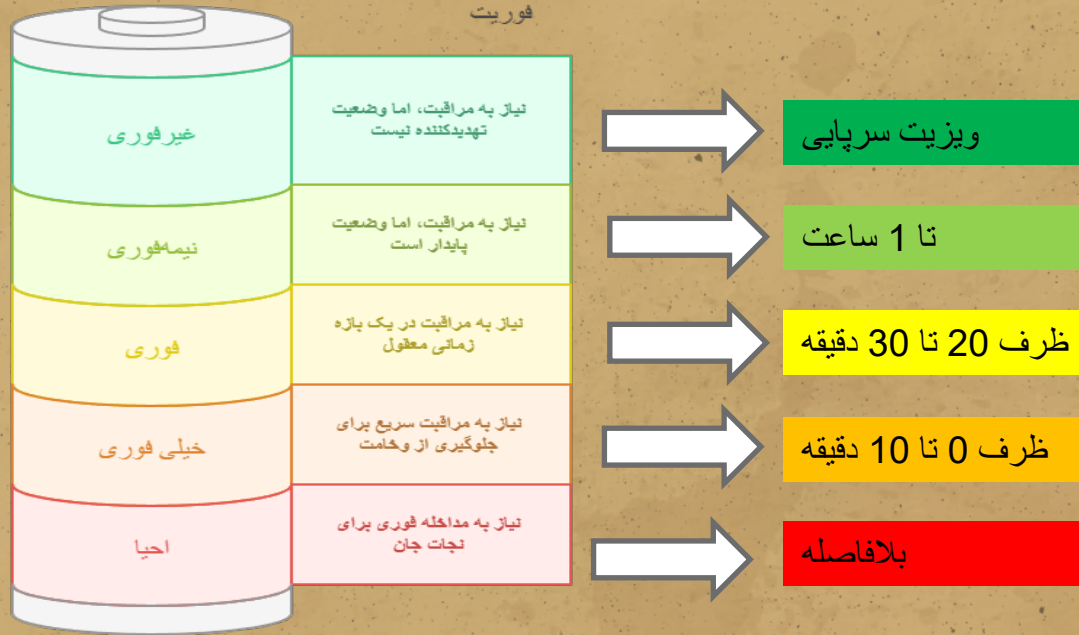 فوریت
غیرفوری
نیاز به مراقبت، اما وضعیت
تهدیدکننده نیست
ویزیت سرپایی
نیمه‌فوری
نیاز به مراقبت، اما وضعیت
پایدار است
تا 1 ساعت
فوری
نیاز به مراقبت در یک بازه
زمانی معقول
ظرف 20 تا 30 دقیقه
خیلی فوری
نیاز به مراقبت سریع برای
جلوگیری از وخامت
ظرف 0 تا 10 دقیقه
احیا
نیاز به مداخله فوری برای
نجات جان
بلافاصله